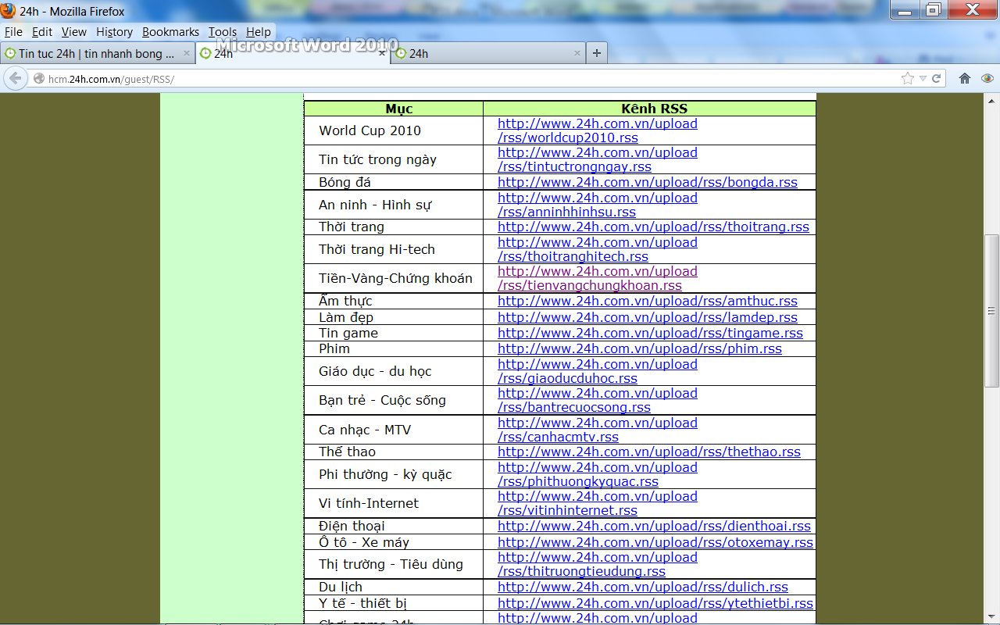 24h - Mozilla Firefox
File Edit View History Bookmarks Tools Help
Microsoft Word 2010
Tin tuc 24h | tin nhanh bong ...
24h
24h
hcm.24h.com.vn/guest/RSS/
Mục Kênh RSS
World Cup 2010 http://www.24h.com.vn/upload
/rss/worldcup2010.rss
Tin tức trong ngày http://www.24h.com.vn/upload
/rss/tintuctrongngay.rss
Bóng đá http://www.24h.com.vn/upload/rss/bongda.rss
An ninh - Hình sự http://www.24h.com.vn/upload
/rss/anninhhinhsu.rss
Thời trang http://www.24h.com.vn/upload/rss/thoitrang.rss
Thời trang Hi-tech http://www.24h.com.vn/upload
/rss/thoitranghitech.rss
Tiền-Vàng-Chứng khoán http://www.24h.com.vn/upload
/rss/tienvangchungkhoan.rss
Ẩm thực http://www.24h.com.vn/upload/rss/amthuc.rss
Làm đẹp http://www.24h.com.vn/upload/rss/lamdep.rss
Tin game http://www.24h.com.vn/upload/rss/tingame.rss
Phim http://www.24h.com.vn/upload/rss/phim.rss
Giáo dục - du học http://www.24h.com.vn/upload
/rss/giaoducduhoc.rss
Bạn trẻ - Cuộc sống http://www.24h.com.vn/upload
/rss/bantrecuocsong.rss
Ca nhạc - MTV http://www.24h.com.vn/upload
/rss/canhacmtv.rss
Thể thao http://www.24h.com.vn/upload/rss/thethao.rss
Phi thường - kỳ quặc http://www.24h.com.vn/upload
/rss/phithuongkyquac.rss
Vi tính-Internet http://www.24h.com.vn/upload
/rss/vitinhinternet.rss
Điện thoại http://www.24h.com.vn/upload/rss/dienthoai.rss
Ô tô - Xe máy http://www.24h.com.vn/upload/rss/otoxemay.rss
Thị trường - Tiêu dùng http://www.24h.com.vn/upload
/rss/thitruongtieudung.rss
Du lịch http://www.24h.com.vn/upload/rss/dulich.rss
Y tế - thiết bị http://www.24h.com.vn/upload/rss/ytethietbi.rss
Chơi game 24h http://www.24h.com.vn/upload